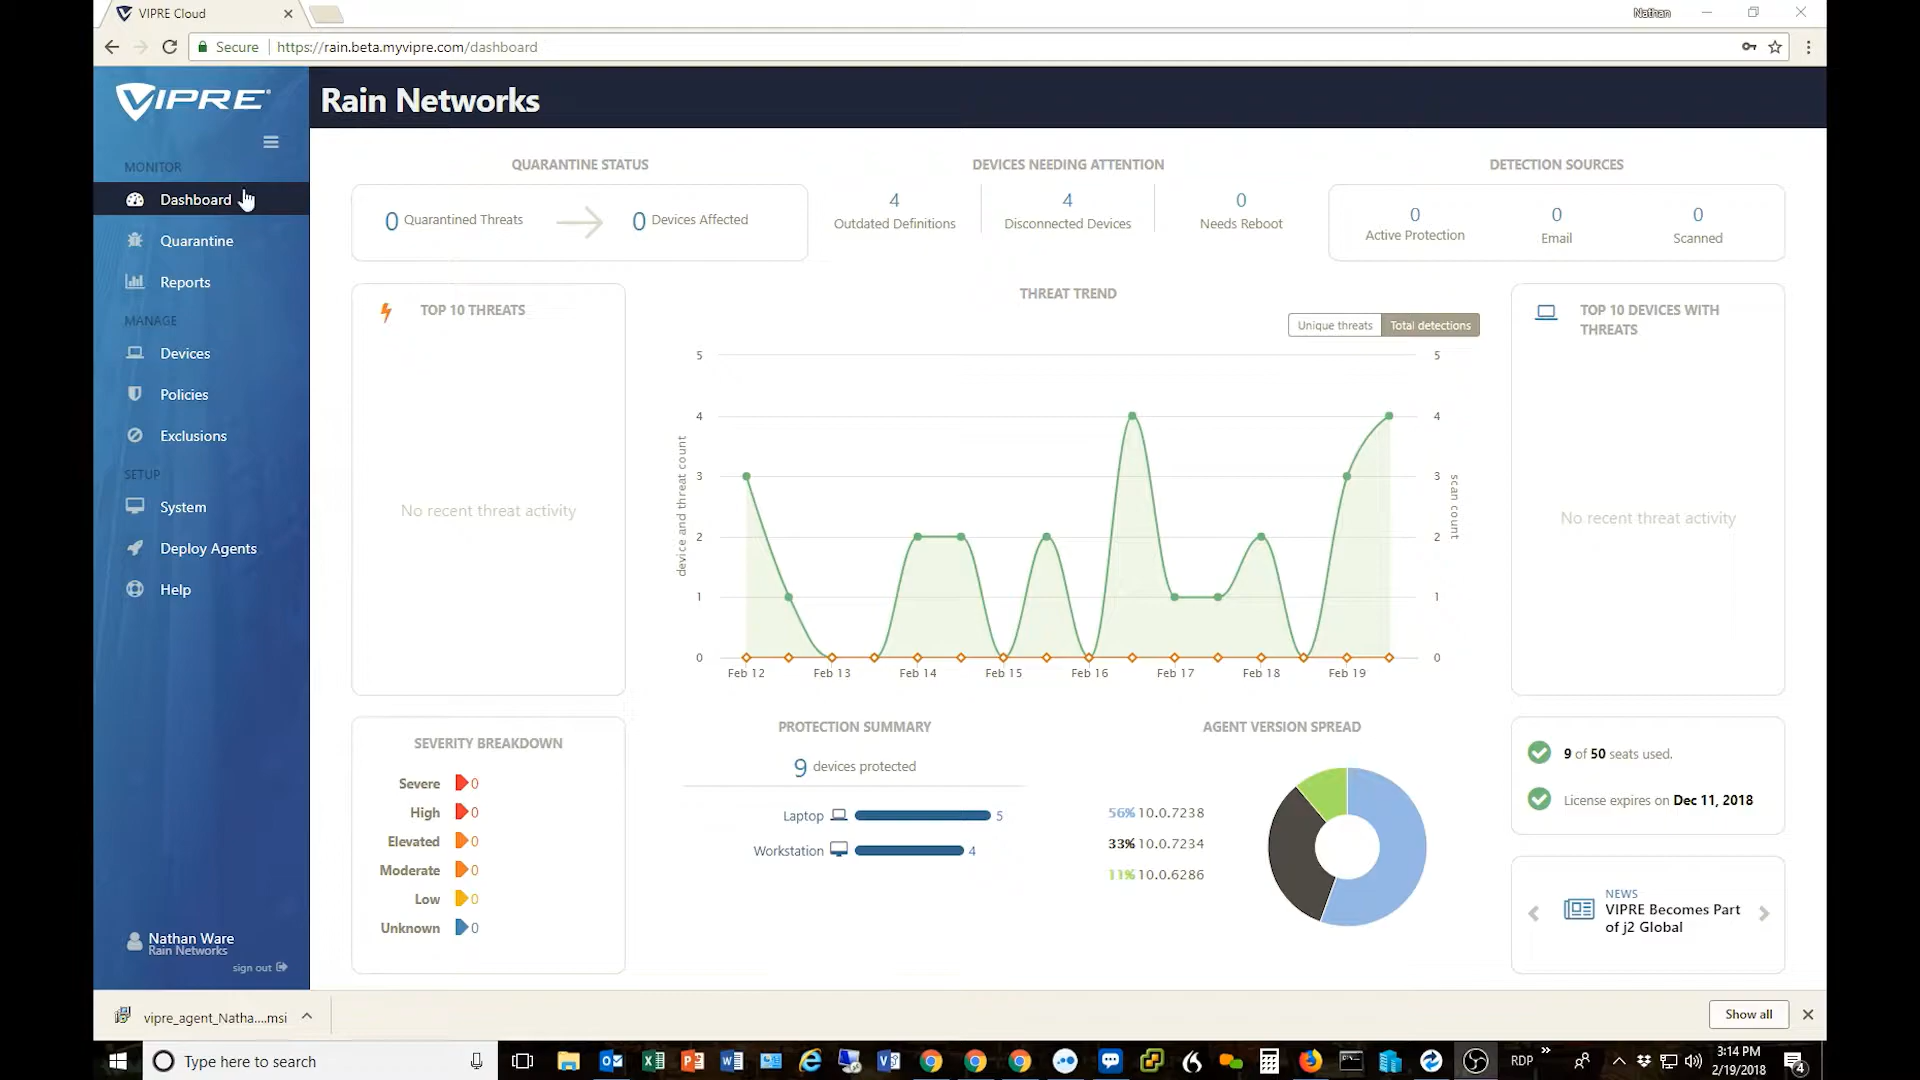 VIPRE Cloud
Nathan
Secure https://rain.beta.myvipre.com/dashboard
VIPRE
Rain Networks
MONITOR
Dashboard
Quarantine
Reports
MANAGE
Devices
Policies
Exclusions
SETUP
System
Deploy Agents
Help
Nathan Ware
Rain Networks
sign out
QUARANTINE STATUS
0 Quarantined Threats
0 Devices Affected
DEVICES NEEDING ATTENTION
4 4 0
Outdated Definitions Disconnected Devices Needs Reboot
DETECTION SOURCES
0 0 0
Active Protection Email Scanned
TOP 10 THREATS
No recent threat activity
THREAT TREND
Unique threats Total detections
5 5
4 4
3 3
2 2
1 1
0 0
device and threat count
scan count
Feb 12 Feb 13 Feb 14 Feb 15 Feb 16 Feb 17 Feb 18 Feb 19
TOP 10 DEVICES WITH
THREATS
No recent threat activity
SEVERITY BREAKDOWN
Severe 0
High 0
Elevated 0
Moderate 0
Low 0
Unknown 0
PROTECTION SUMMARY
9 devices protected
Laptop 5
Workstation 4
AGENT VERSION SPREAD
56% 10.0.7238
33% 10.0.7234
11% 10.0.6286
9 of 50 seats used.
License expires on Dec 11, 2018
NEWS
VIPRE Becomes Part
of j2 Global
vipre_agent_Natha....msi
Show all
Type here to search
RDP
3:14 PM
2/19/2018
4